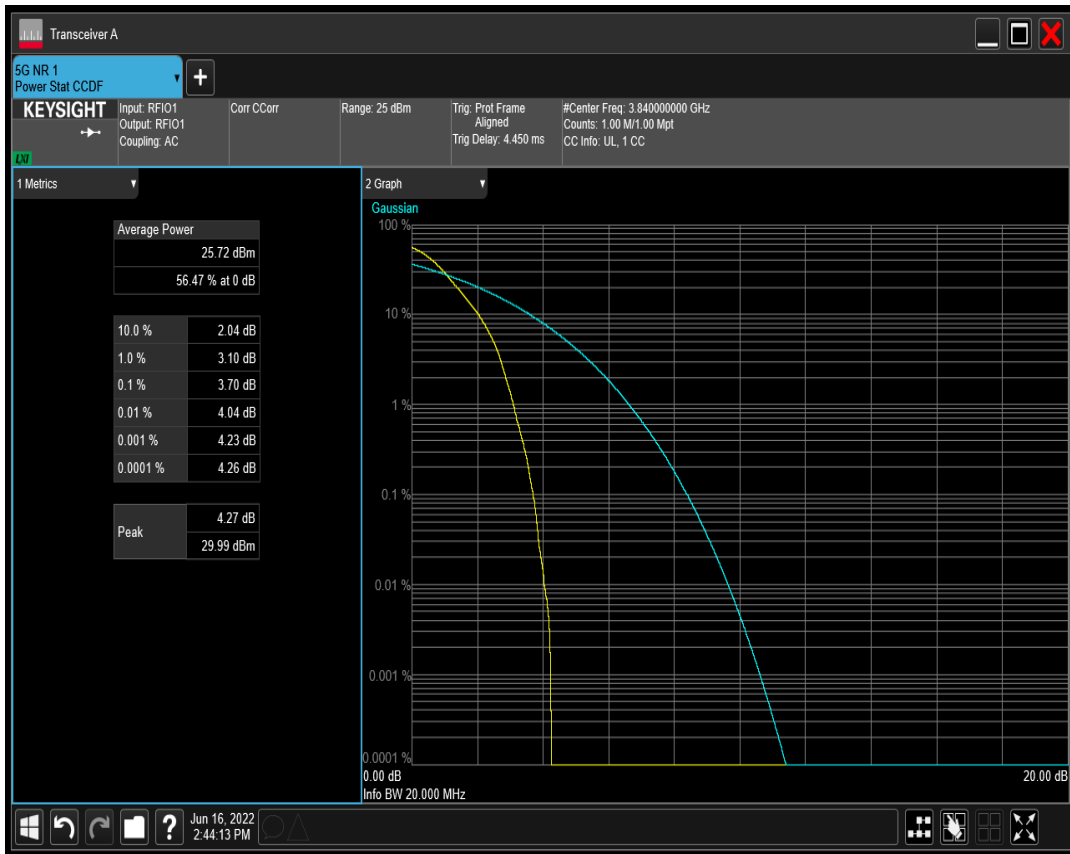 Transceiver A
5G NR 1
Power Stat CCDF
+
KEYSIGHT
LXI
Input: RFIO1
Output: RFIO1
Coupling: AC
Corr CCorr
Range: 25 dBm
Trig: Prot Frame
Aligned
Trig Delay: 4.450 ms
#Center Freq: 3.840000000 GHz
Counts: 1.00 M/1.00 Mpt
CC Info: UL, 1 CC
1 Metrics
Average Power
25.72 dBm
56.47 % at 0 dB
10.0 % 2.04 dB
1.0 % 3.10 dB
0.1 % 3.70 dB
0.01 % 4.04 dB
0.001 % 4.23 dB
0.0001 % 4.26 dB
Peak
4.27 dB
29.99 dBm
2 Graph
Gaussian
100 %
10 %
1 %
0.1 %
0.01 %
0.001 %
0.0001 %
0.00 dB 20.00 dB
Info BW 20.000 MHz
?
Jun 16, 2022
2:44:13 PM